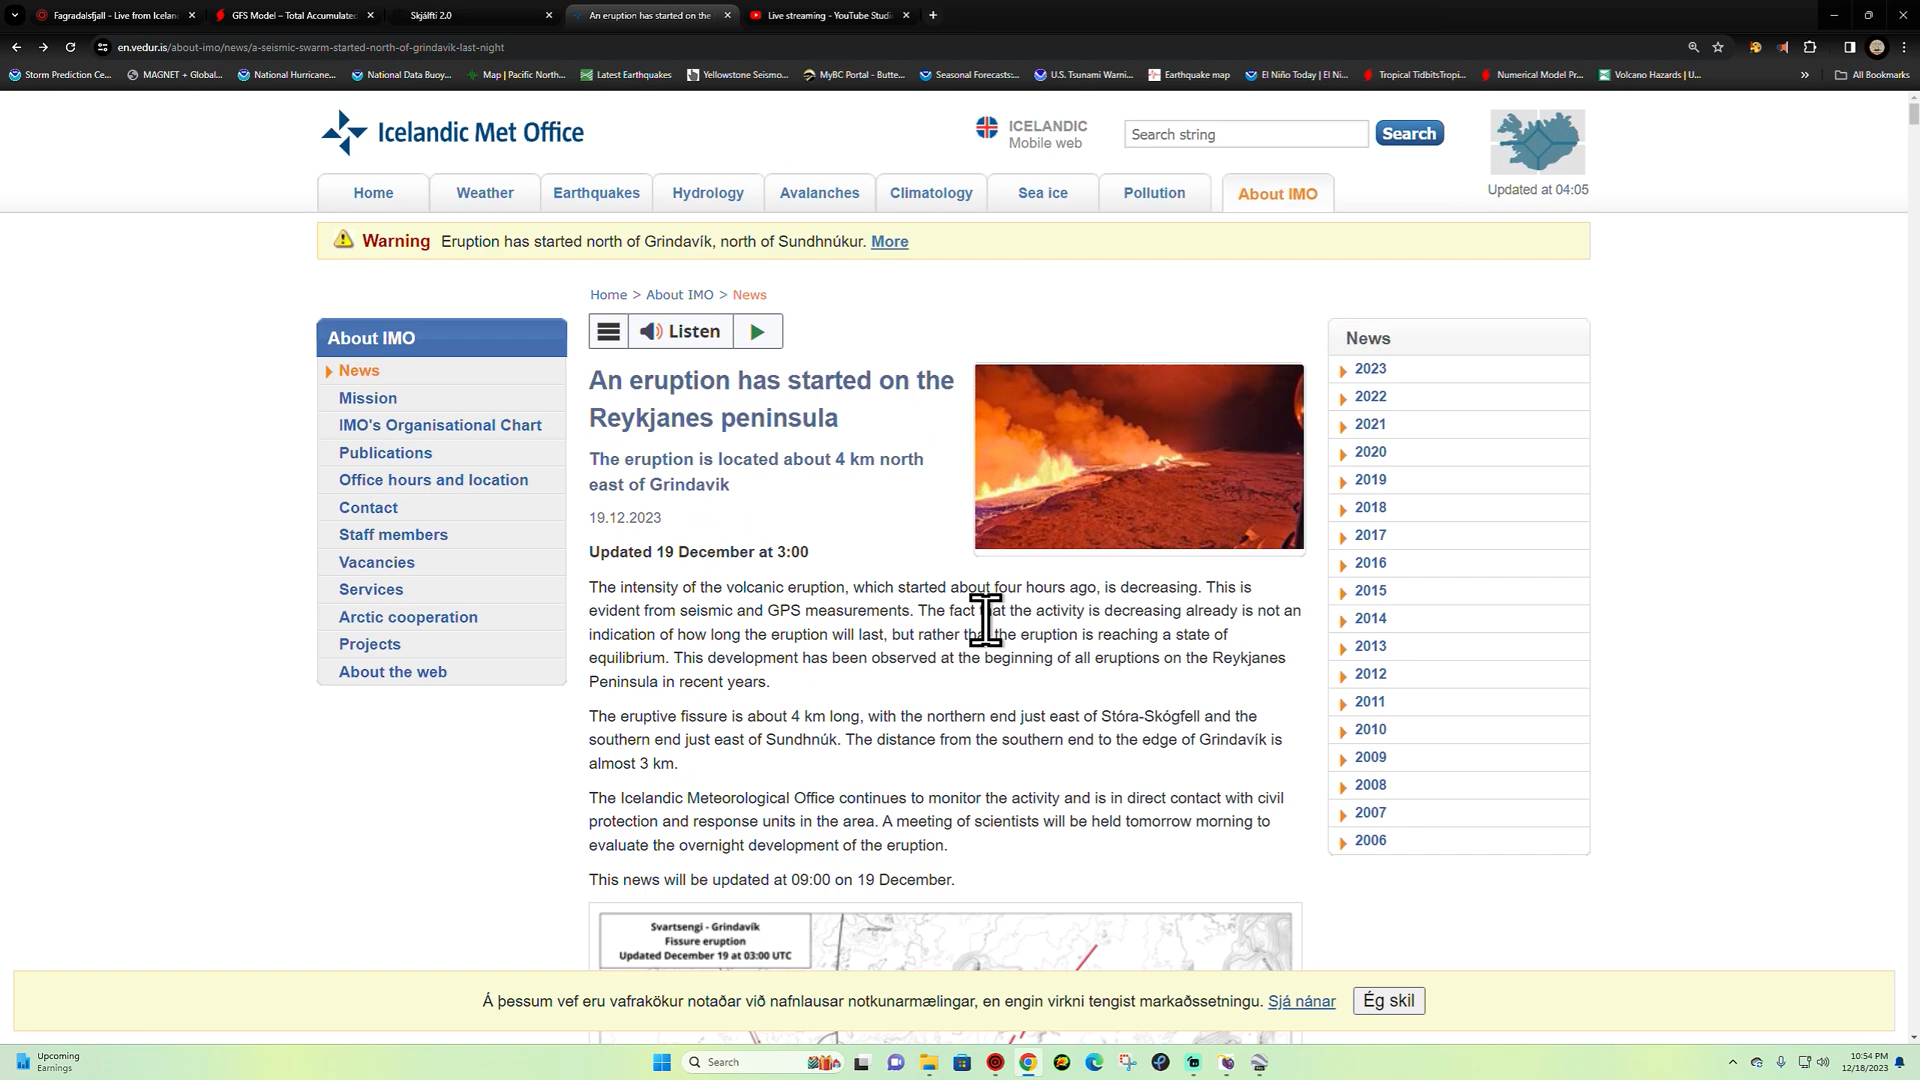 Fagradalsfjall - Live from Icelan
GFS Model – Total Accumulated
Skjálfti 2.0
An eruption has started on the
Live streaming - YouTube Studi
en.vedur.is/about-imo/news/a-seismic-swarm-started-north-of-grindavik-last-night
Storm Prediction Ce...
MAGNET + Global...
National Hurricane...
National Data Buoy...
Map | Pacific North...
Latest Earthquakes
Yellowstone Seismo...
MyBC Portal - Butte...
Seasonal Forecasts:...
U.S. Tsunami Warni...
Earthquake map
El Niño Today | El Ni...
Tropical TidbitsTropi...
Numerical Model Pr...
Volcano Hazards | U...
All Bookmarks
Icelandic Met Office
ICELANDIC
Mobile web
Search string
Search
Updated at 04:05
Home
Weather
Earthquakes
Hydrology
Avalanches
Climatology
Sea ice
Pollution
About IMO
Warning Eruption has started north of Grindavík, north of Sundhnúkur. More
Home > About IMO > News
Listen
About IMO
News
Mission
IMO's Organisational Chart
Publications
Office hours and location
Contact
Staff members
Vacancies
Services
Arctic cooperation
Projects
About the web
An eruption has started on the
Reykjanes peninsula
The eruption is located about 4 km north
east of Grindavik
19.12.2023
Updated 19 December at 3:00
The intensity of the volcanic eruption, which started about four hours ago, is decreasing. This is
evident from seismic and GPS measurements. The fact that the activity is decreasing already is not an
indication of how long the eruption will last, but rather that the eruption is reaching a state of
equilibrium. This development has been observed at the beginning of all eruptions on the Reykjanes
Peninsula in recent years.
The eruptive fissure is about 4 km long, with the northern end just east of Stóra-Skógfell and the
southern end just east of Sundhnúk. The distance from the southern end to the edge of Grindavík is
almost 3 km.
The Icelandic Meteorological Office continues to monitor the activity and is in direct contact with civil
protection and response units in the area. A meeting of scientists will be held tomorrow morning to
evaluate the overnight development of the eruption.
This news will be updated at 09:00 on 19 December.
Svartsengi - Grindavík
Fissure eruption
Updated December 19 at 03:00 UTC
News
2023
2022
2021
2020
2019
2018
2017
2016
2015
2014
2013
2012
2011
2010
2009
2008
2007
2006
Á þessum vef eru vafrakökur notaðar við nafnlausar notkunarmælingar, en engin virkni tengist markaðssetningu. Sjá nánar
Ég skil
Upcoming
Earnings
Search
10:54 PM
12/18/2023